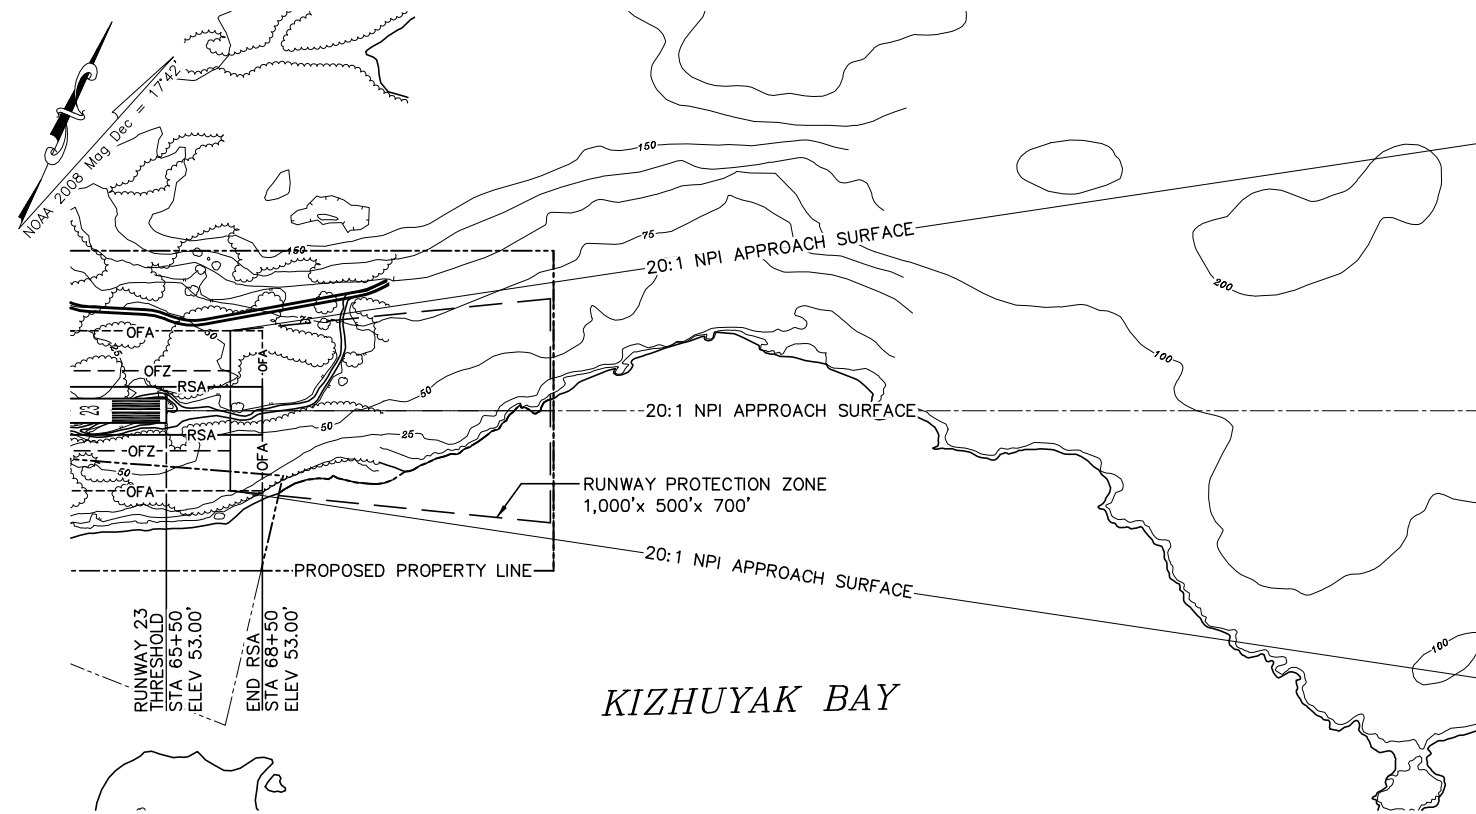 NOAA 2008 Mag Dec = 17°42'
150
75
20:1 NPI APPROACH SURFACE
200
150
OFA
OFA
50
75
25
OFZ
RSA
23
50
100
20:1 NPI APPROACH SURFACE
RSA
50
25
OFZ
OFA
50
OFA
RUNWAY PROTECTION ZONE
1,000'x 500'x 700'
20:1 NPI APPROACH SURFACE
PROPOSED PROPERTY LINE
RUNWAY 23
THRESHOLD
STA 65+50
ELEV 53.00'
END RSA
STA 68+50
ELEV 53.00'
100
KIZHUYAK BAY